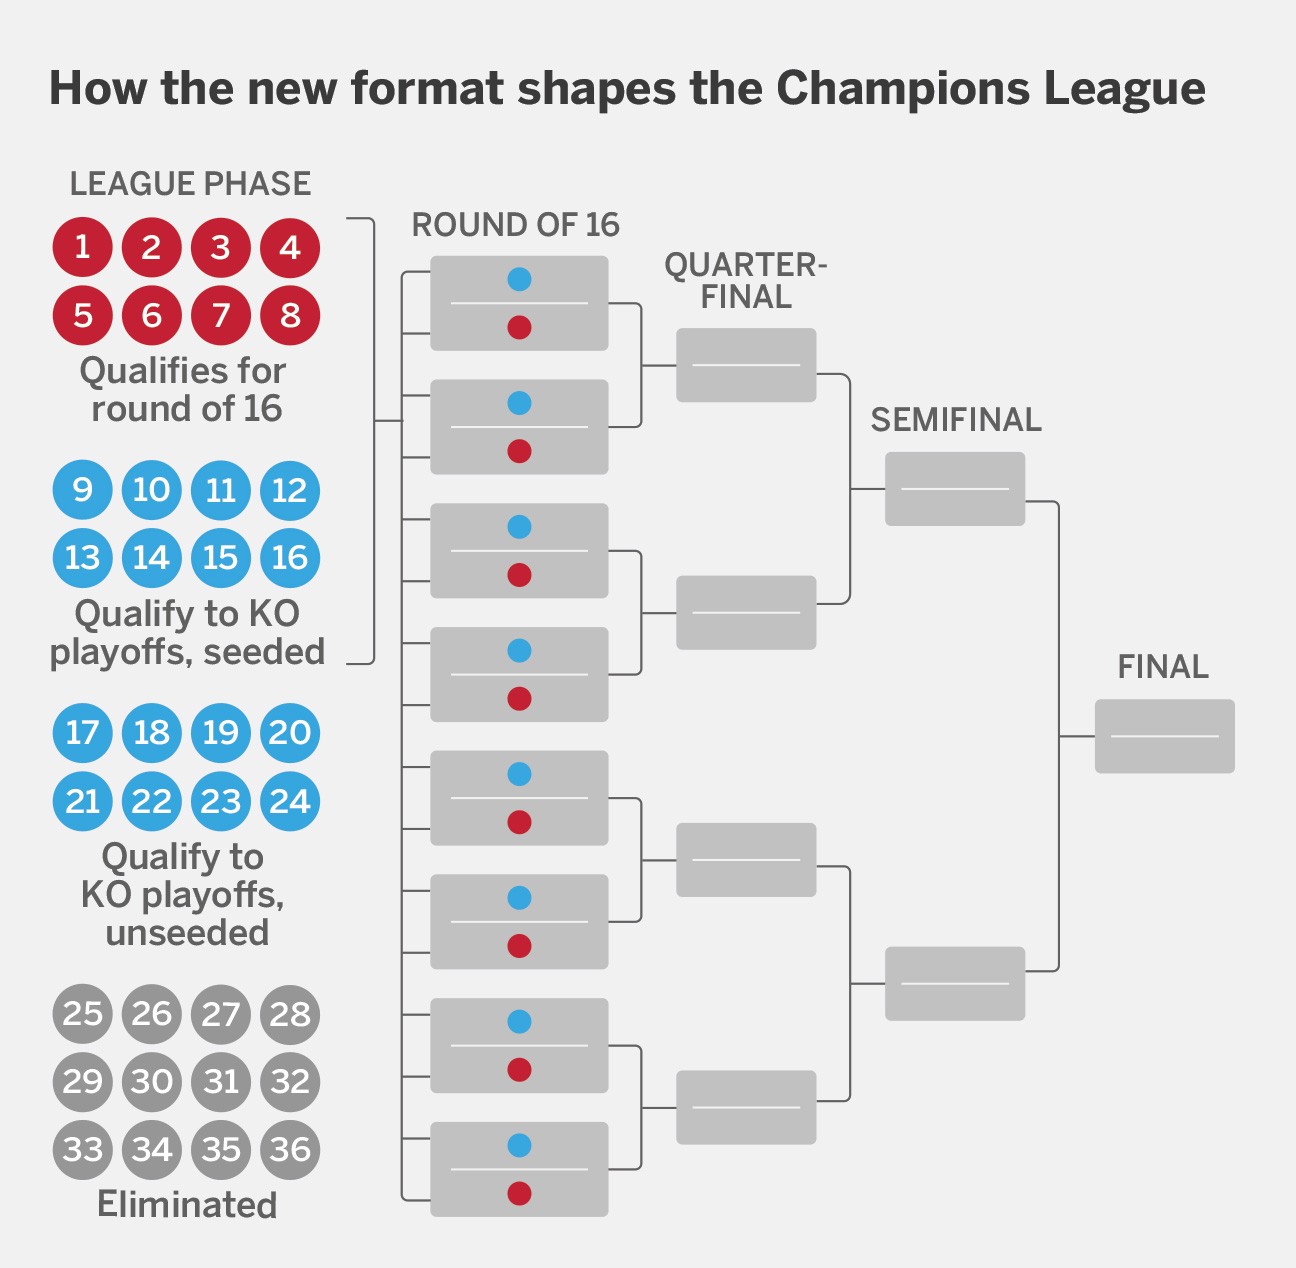 How the new format shapes the Champions League
LEAGUE PHASE
1 2 3 4
5 6 7 8
Qualifies for
round of 16
9 10 11 12
13 14 15 16
Qualify to KO
playoffs, seeded
17 18 19 20
21 22 23 24
Qualify to
KO playoffs,
unseeded
25 26 27 28
29 30 31 32
33 34 35 36
Eliminated
ROUND OF 16
QUARTER-
FINAL
SEMIFINAL
FINAL